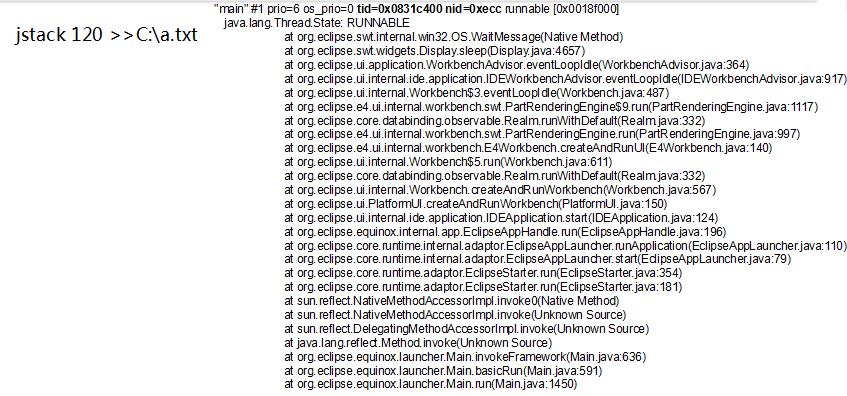 jstack 120 >>C:\a.txt
"main" #1 prio=6 os_prio=0 tid=0x0831c400 nid=0xecc runnable [0x0018f000]
java.lang.Thread.State: RUNNABLE
at org.eclipse.swt.internal.win32.OS.WaitMessage(Native Method)
at org.eclipse.swt.widgets.Display.sleep(Display.java:4657)
at org.eclipse.ui.application.WorkbenchAdvisor.eventLoopIdle(WorkbenchAdvisor.java:364)
at org.eclipse.ui.internal.ide.application.IDEWorkbenchAdvisor.eventLoopIdle(IDEWorkbenchAdvisor.java:917)
at org.eclipse.ui.internal.Workbench$3.eventLoopIdle(Workbench.java:487)
at org.eclipse.e4.ui.internal.workbench.swt.PartRenderingEngine$9.run(PartRenderingEngine.java:1117)
at org.eclipse.core.databinding.observable.Realm.runWithDefault(Realm.java:332)
at org.eclipse.e4.ui.internal.workbench.swt.PartRenderingEngine.run(PartRenderingEngine.java:997)
at org.eclipse.e4.ui.internal.workbench.E4Workbench.createAndRunUI(E4Workbench.java:140)
at org.eclipse.ui.internal.Workbench$5.run(Workbench.java:611)
at org.eclipse.core.databinding.observable.Realm.runWithDefault(Realm.java:332)
at org.eclipse.ui.internal.Workbench.createAndRunWorkbench(Workbench.java:567)
at org.eclipse.ui.PlatformUI.createAndRunWorkbench(PlatformUI.java:150)
at org.eclipse.ui.internal.ide.application.IDEApplication.start(IDEApplication.java:124)
at org.eclipse.equinox.internal.app.EclipseAppHandle.run(EclipseAppHandle.java:196)
at org.eclipse.core.runtime.internal.adaptor.EclipseAppLauncher.runApplication(EclipseAppLauncher.java:110)
at org.eclipse.core.runtime.internal.adaptor.EclipseAppLauncher.start(EclipseAppLauncher.java:79)
at org.eclipse.core.runtime.adaptor.EclipseStarter.run(EclipseStarter.java:354)
at org.eclipse.core.runtime.adaptor.EclipseStarter.run(EclipseStarter.java:181)
at sun.reflect.NativeMethodAccessorImpl.invoke0(Native Method)
at sun.reflect.NativeMethodAccessorImpl.invoke(Unknown Source)
at sun.reflect.DelegatingMethodAccessorImpl.invoke(Unknown Source)
at java.lang.reflect.Method.invoke(Unknown Source)
at org.eclipse.equinox.launcher.Main.invokeFramework(Main.java:636)
at org.eclipse.equinox.launcher.Main.basicRun(Main.java:591)
at org.eclipse.equinox.launcher.Main.run(Main.java:1450)